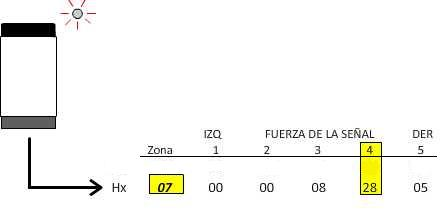 IZQ FUERZA DE LA SEÑAL DER
Zona 1 2 3 4 5
Hx 07 00 00 08 28 05